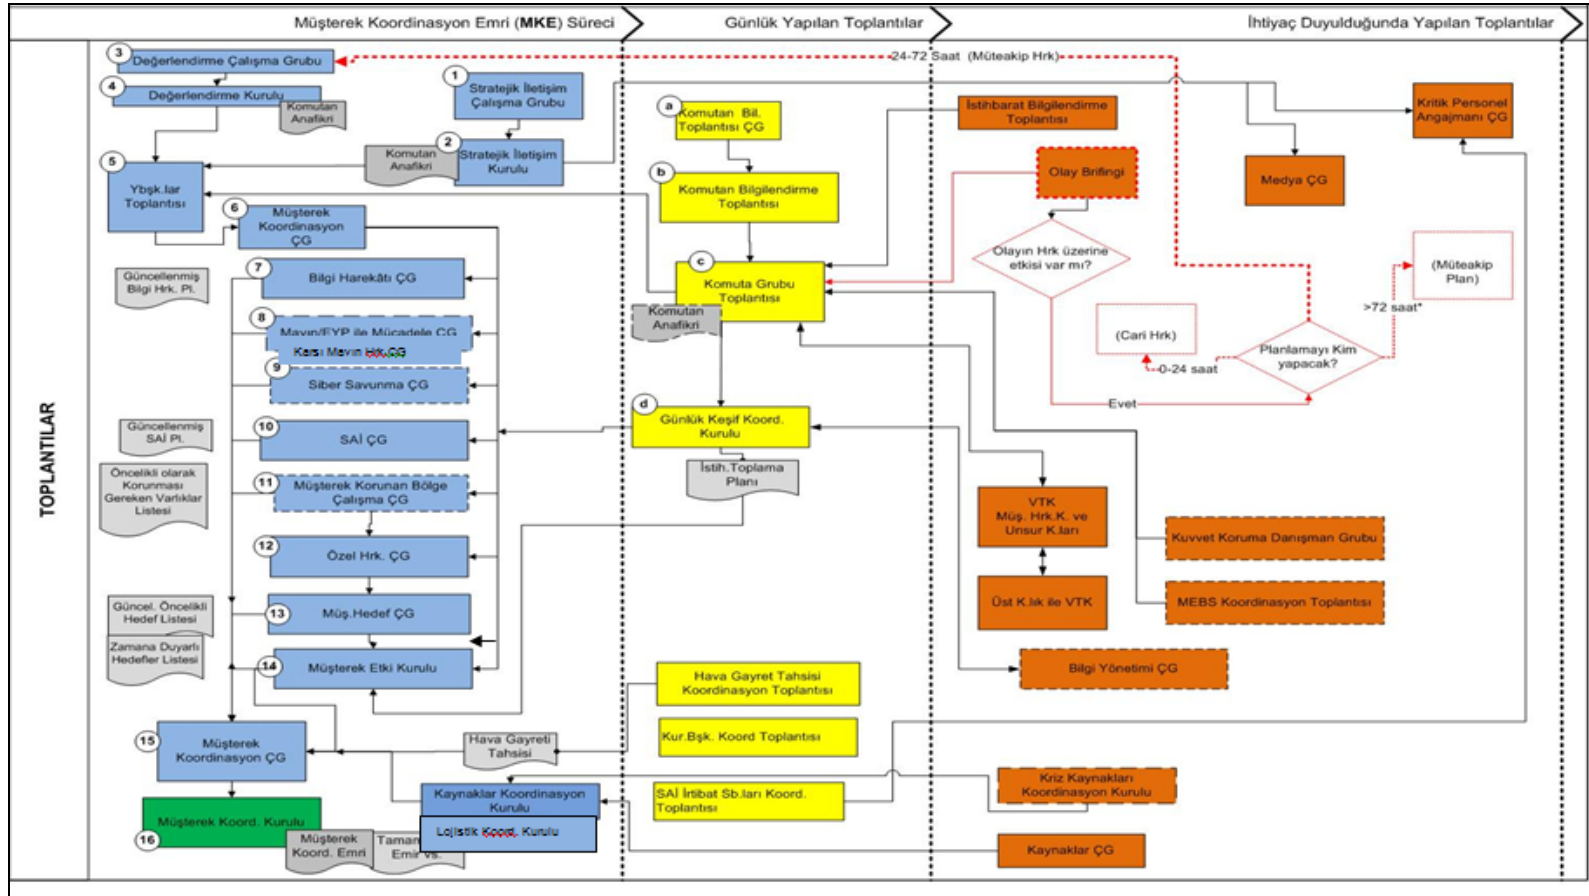 Müşterek Koordinasyon Emri (MKE) Süreci
Günlük Yapılan Toplantılar
İhtiyaç Duyulduğunda Yapılan Toplantılar
TOPLANTILAR
3
Değerlendirme Çalışma Grubu
4
Değerlendirme Kurulu
Komutan
Anafikri
1
Stratejik İletişim
Çalışma Grubu
2
Stratejik İletişim
Kurulu
Komutan
Anafikri
5
Ybşk.lar
Toplantısı
6
Müşterek
Koordinasyon
ÇG
Güncellenmiş
Bilgi Hrk. Pl.
7
Bilgi Harekâtı ÇG
8
Mayın/EYP ile Mücadele ÇG
Karsı Mayın Hrk.ÇG
9
Siber Savunma ÇG
Güncellenmiş
SAİ Pl.
10
SAİ ÇG
Öncelikli olarak
Korunması
Gereken Varlıklar
Listesi
11
Müşterek Korunan Bölge
Çalışma ÇG
12
Özel Hrk. ÇG
Güncel. Öncelikli
Hedef Listesi
13
Müş.Hedef ÇG
Zamana Duyarlı
Hedefler Listesi
14
Müşterek Etki Kurulu
15
Müşterek
Koordinasyon ÇG
Hava Gayreti
Tahsisi
Kaynaklar Koordinasyon
Kurulu
Lojistik Koord. Kurulu
Müşterek Koord. Kurulu
16
Müşterek
Koord. Emri
Tamam
Emir vs.
a
Komutan Bil.
Toplantısı ÇG
b
Komutan Bilgilendirme
Toplantısı
c
Komuta Grubu
Toplantısı
Komutan
Anafikri
d
Günlük Keşif Koord.
Kurulu
İstih.Toplama
Planı
Hava Gayret Tahsisi
Koordinasyon Toplantısı
Kur.Bşk. Koord Toplantısı
SAİ İrtibat Sb.ları Koord.
Toplantısı
24-72 Saat (Müteakip Hrk)
İstihbarat Bilgilendirme
Toplantısı
Kritik Personel
Angajmanı ÇG
Olay Brifingi
Medya ÇG
Olayın Hrk üzerine
etkisi var mı?
(Müteakip
Plan)
>72 saat*
(Cari Hrk)
0-24 saat
Planlamayı Kim
yapacak?
Evet
VTK
Müş. Hrk.K. ve
Unsur K.ları
Kuvvet Koruma Danışman Grubu
Üst K.lık ile VTK
MEBS Koordinasyon Toplantısı
Bilgi Yönetimi ÇG
Kriz Kaynakları
Koordinasyon Kurulu
Kaynaklar ÇG